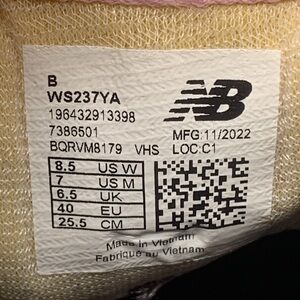 B
WS237YA
NB
196432913398
7386501 MFG:11/2022
BQRVM8179 VHS LOC:C1
8.5 US W
7 US M
6.5 UK
40 EU
25.5 CM
Made in Vietnam
Fabriqué au Vietnam